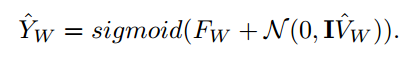 Ŷ_W = sigmoid(F_W + 𝒩(0, 𝐈V̂_W)).